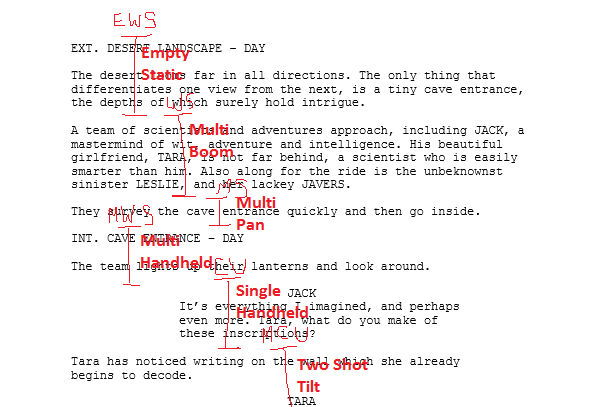 EWS
EXT. DESERT LANDSCAPE – DAY
Empty
Static
The desert looms far in all directions. The only thing that
differentiates one view from the next, is a tiny cave entrance,
the depths of which surely hold intrigue.
WS
Multi
Boom
A team of scientists and adventures approach, including JACK, a
mastermind of wit, adventure and intelligence. His beautiful
girlfriend, TARA, is not far behind, a scientist who is easily
smarter than him. Also along for the ride is the unbeknownst
sinister LESLIE, and her lackey JAVERS.
MS
Multi
Pan
They survey the cave entrance quickly and then go inside.
MWS
INT. CAVE ENTRANCE – DAY
Multi
Handheld
The team lights up their lanterns and look around.
Single
Handheld
JACK
It’s everything I imagined, and perhaps
even more. Tara, what do you make of
these inscriptions?
MCU
Two Shot
Tilt
Tara has noticed writing on the wall which she already
begins to decode.
TARA